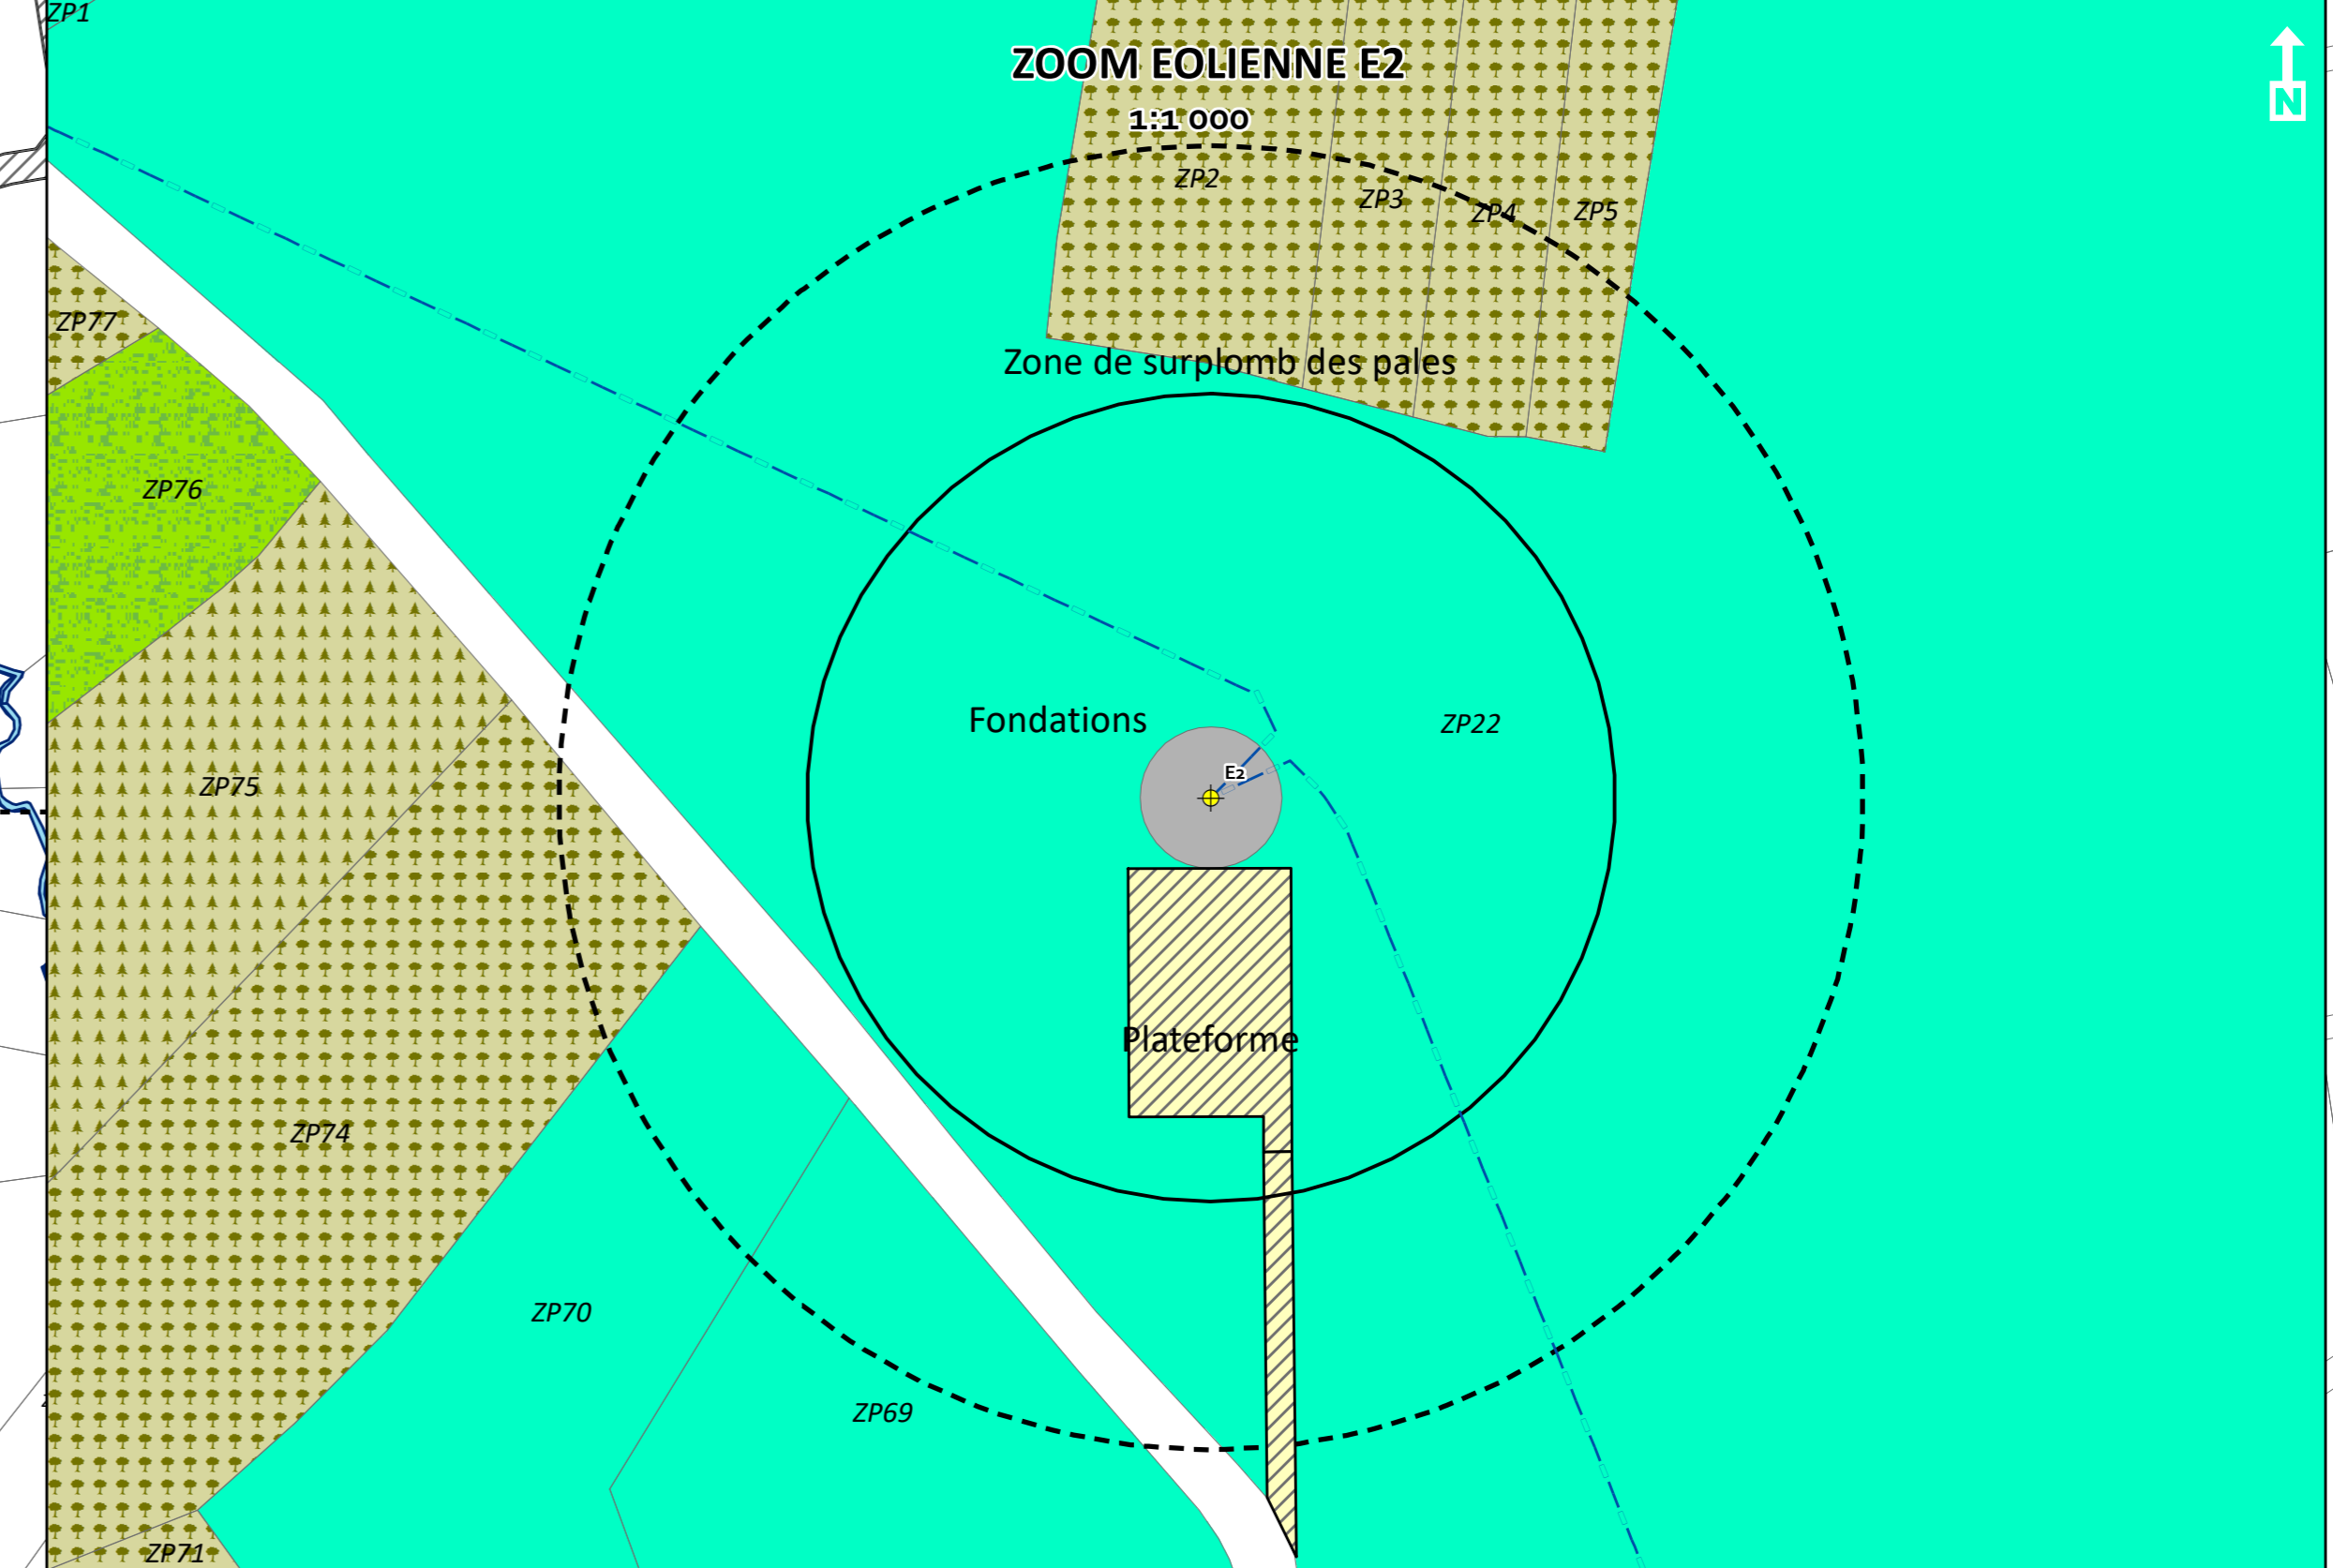 ZP1
ZOOM EOLIENNE E2
N
1:1 000
ZP2
ZP3
ZP4
ZP5
ZP77
Zone de surplomb des pales
ZP76
Fondations
ZP22
E2
ZP75
Plateforme
ZP74
ZP70
ZP69
ZP71